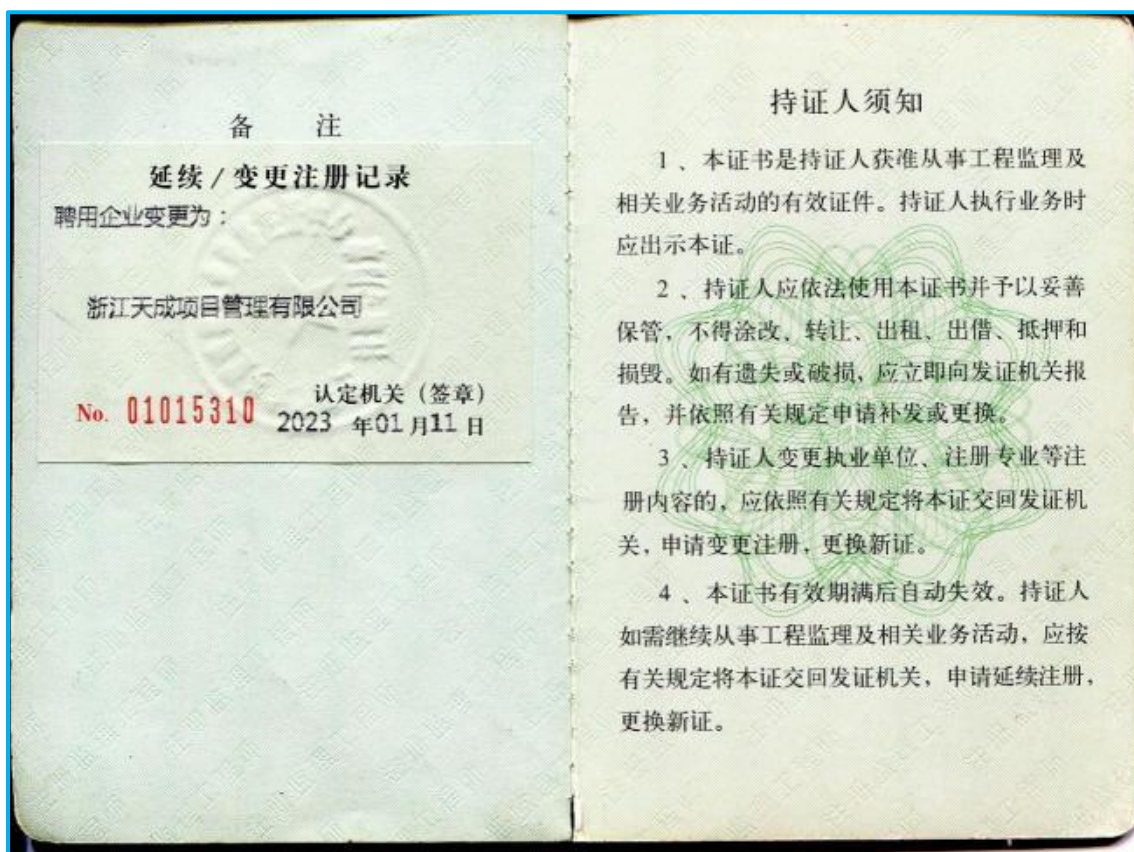 备 注
延续/变更注册记录
聘用企业变更为：
浙江天成项目管理有限公司
认定机关（签章）
No. 01015310
2023 年01月11日
持证人须知
1、本证书是持证人获准从事工程监理及
相关业务活动的有效证件。持证人执行业务时
应出示本证。
2、持证人应依法使用本证书并予以妥善
保管，不得涂改、转让、出租、出借、抵押和
损毁。如有遗失或破损，应立即向发证机关报
告，并依照有关规定申请补发或更换。
3、持证人变更执业单位、注册专业等注
册内容的，应依照有关规定将本证交回发证机
关，申请变更注册，更换新证。
4、本证书有效期满后自动失效。持证人
如需继续从事工程监理及相关业务活动，应按
有关规定将本证交回发证机关，申请延续注册，
更换新证。